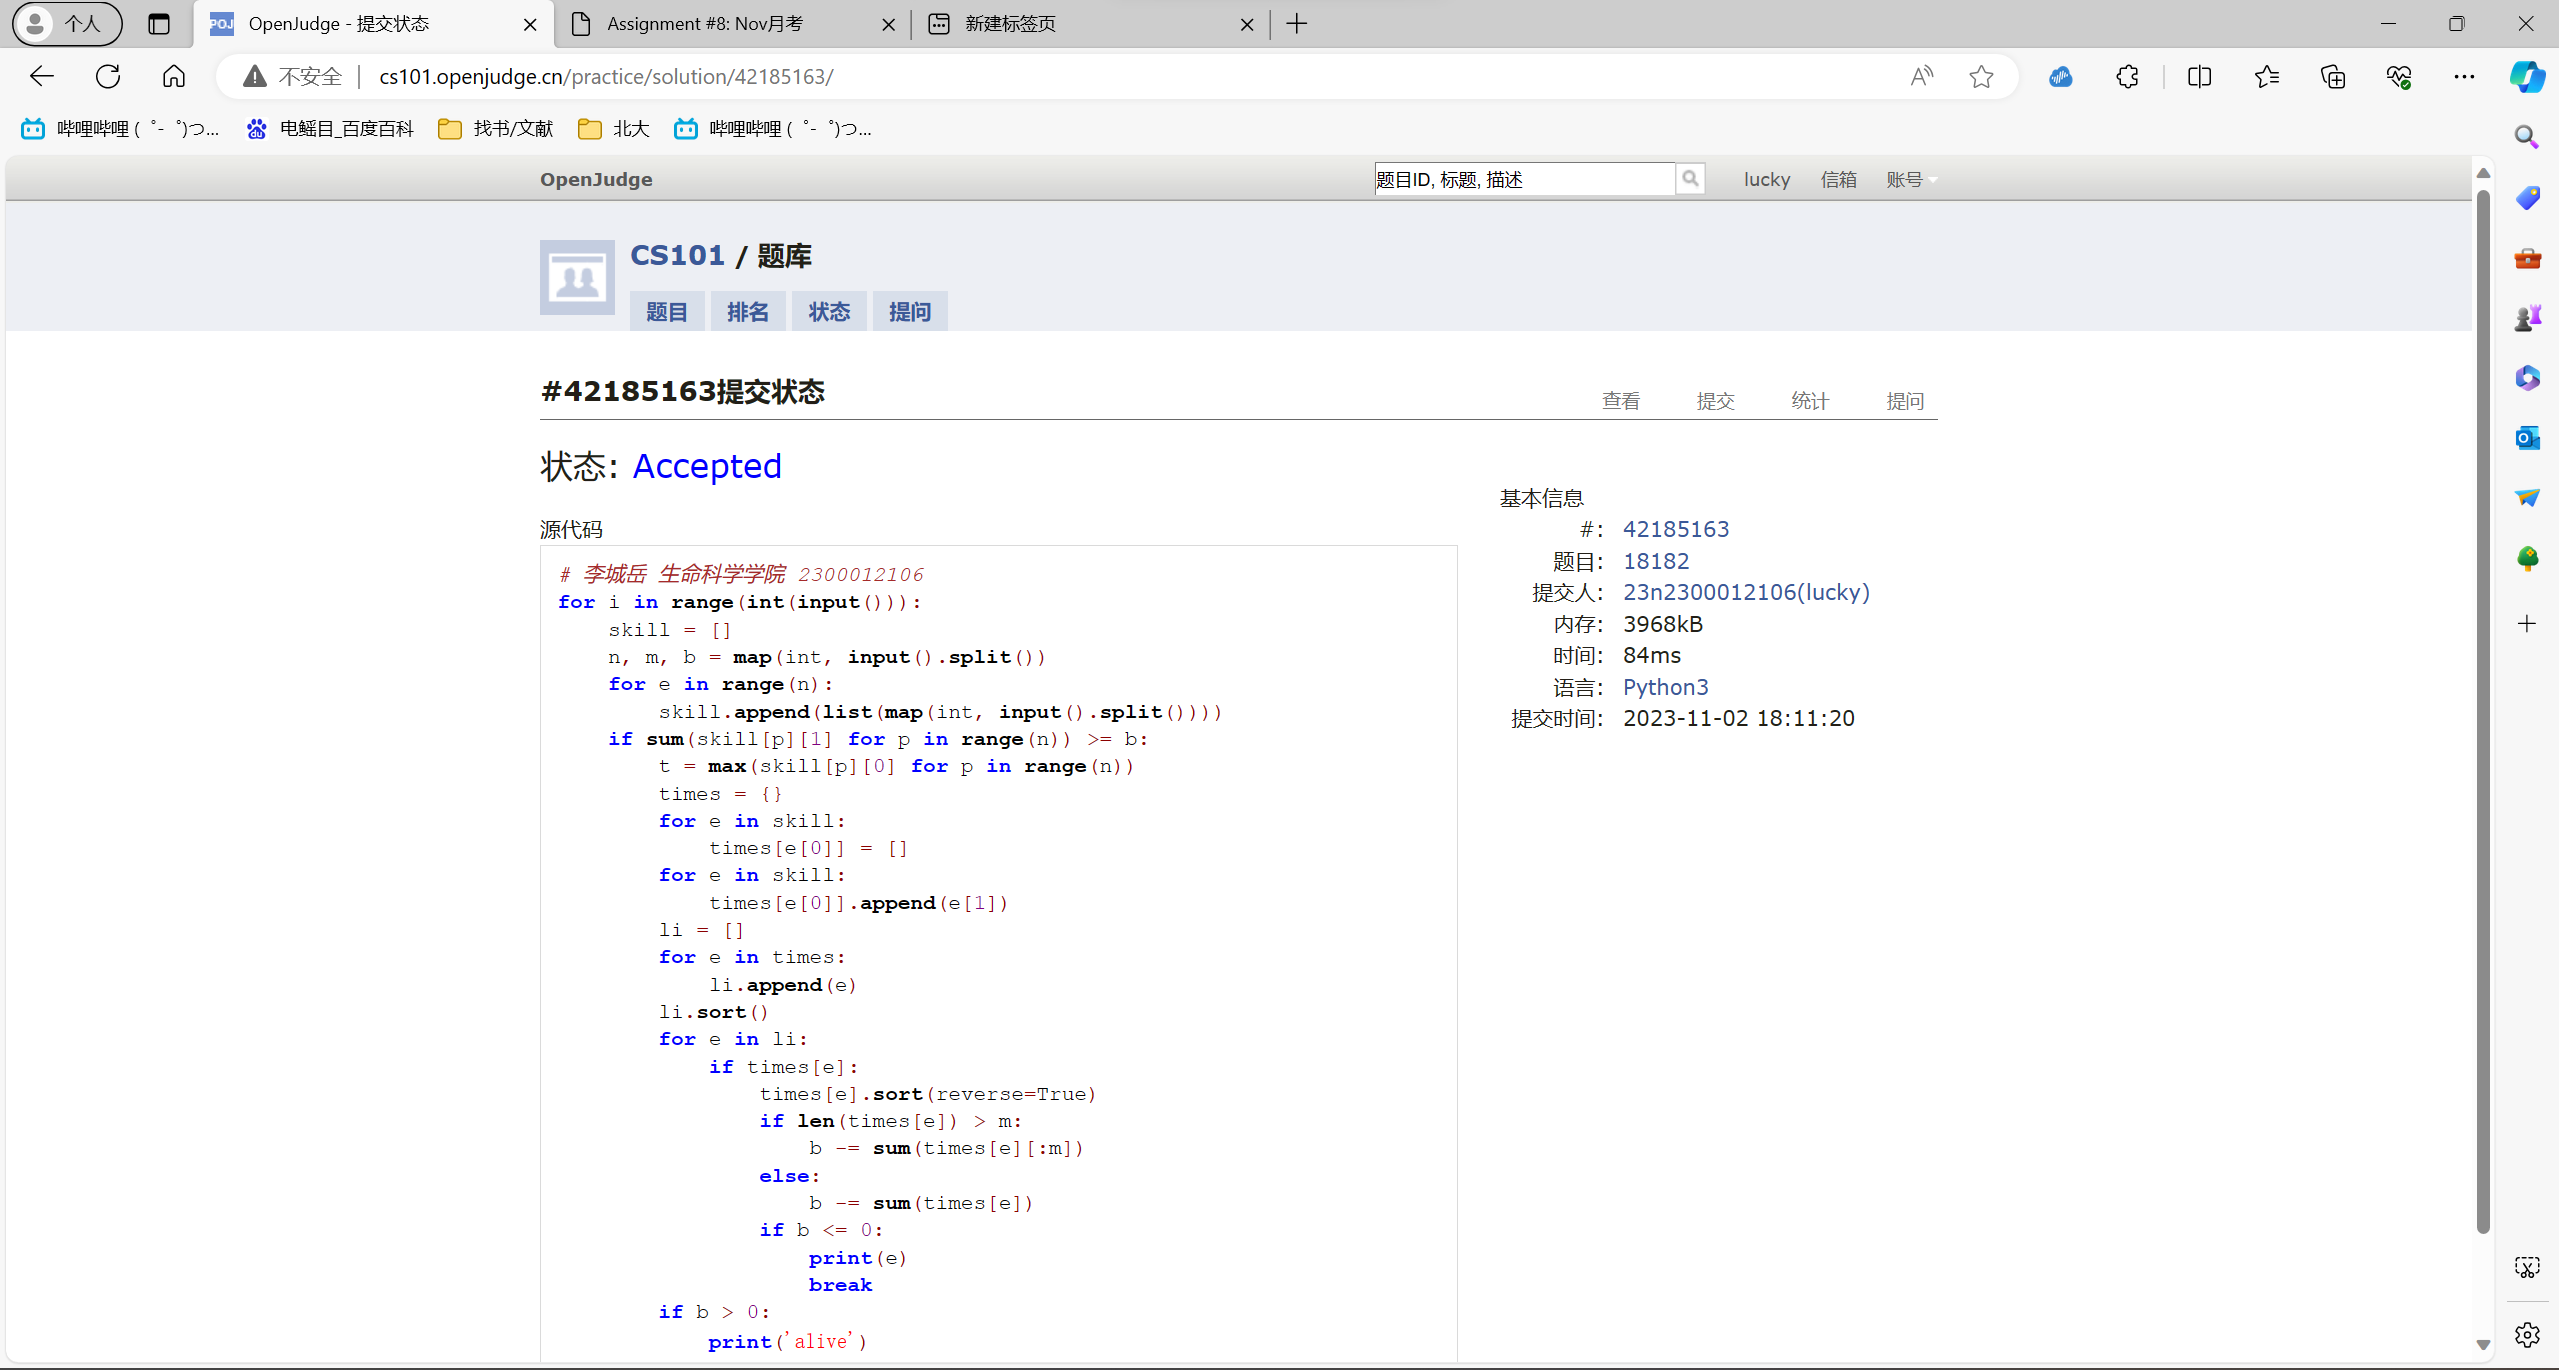 个人
OpenJudge - 提交状态
Assignment #8: Nov月考
新建标签页
不安全
cs101.openjudge.cn/practice/solution/42185163/
哔哩哔哩 ( ゜- ゜)つ...
电鳐目_百度百科
找书/文献
北大
哔哩哔哩 ( ゜- ゜)つ...
OpenJudge
题目ID, 标题, 描述
lucky
信箱
账号
CS101 / 题库
题目
排名
状态
提问
#42185163提交状态
查看
提交
统计
提问
状态: Accepted
源代码
# 李城岳 生命科学学院 2300012106
for i in range(int(input())):
    skill = []
    n, m, b = map(int, input().split())
    for e in range(n):
        skill.append(list(map(int, input().split())))
    if sum(skill[p][1] for p in range(n)) >= b:
        t = max(skill[p][0] for p in range(n))
        times = {}
        for e in skill:
            times[e[0]] = []
        for e in skill:
            times[e[0]].append(e[1])
        li = []
        for e in times:
            li.append(e)
        li.sort()
        for e in li:
            if times[e]:
                times[e].sort(reverse=True)
                if len(times[e]) > m:
                    b -= sum(times[e][:m])
                else:
                    b -= sum(times[e])
                if b <= 0:
                    print(e)
                    break
        if b > 0:
            print('alive')
基本信息
#: 42185163
题目: 18182
提交人: 23n2300012106(lucky)
内存: 3968kB
时间: 84ms
语言: Python3
提交时间: 2023-11-02 18:11:20